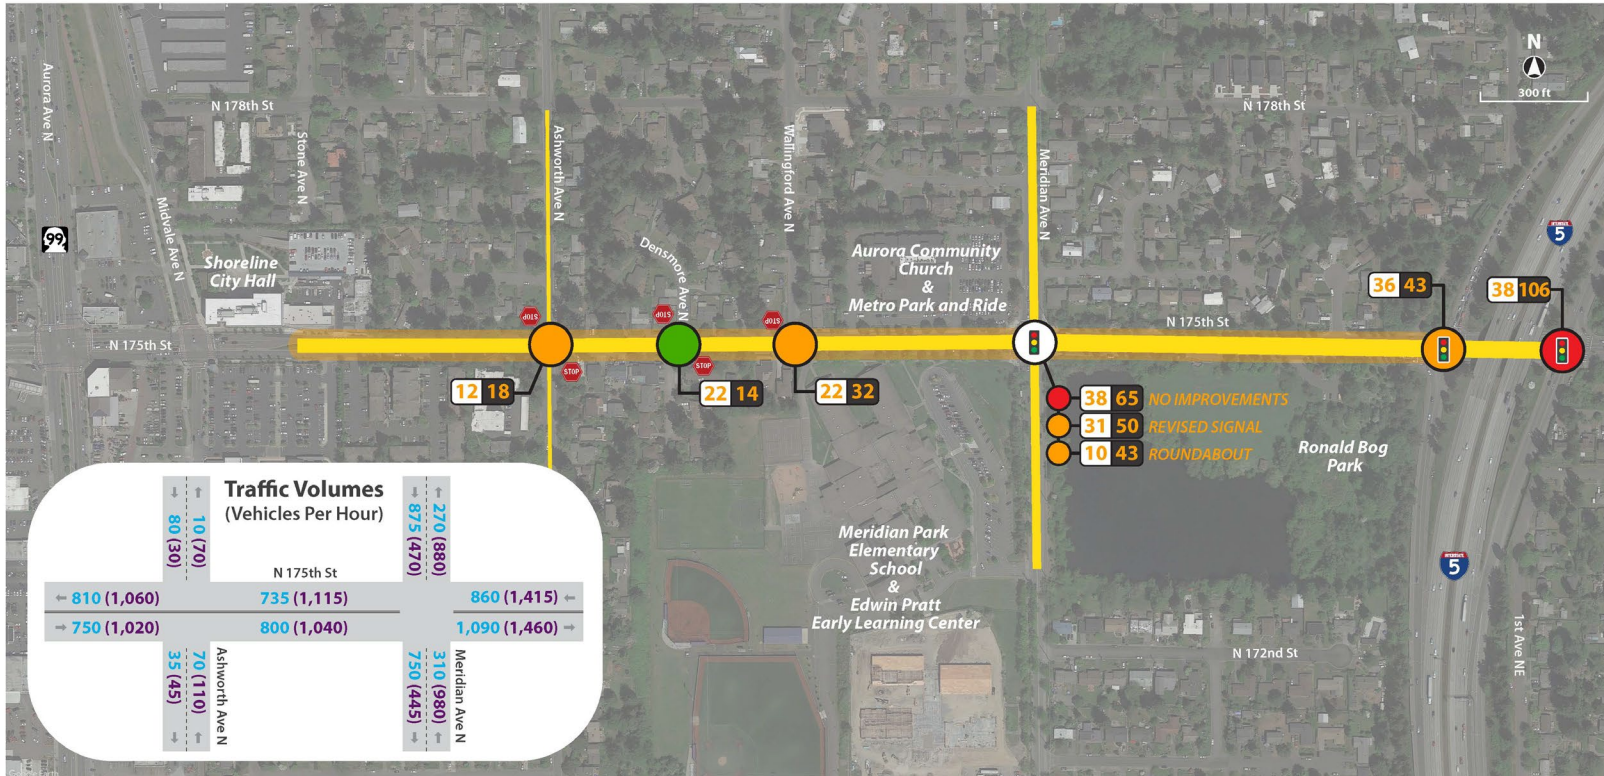 N
300 ft
N 178th St
N 178th St
Aurora Ave N
Stone Ave N
Midvale Ave N
Ashworth Ave N
Wallingford Ave N
Meridian Ave N
Densmore Ave N
99
INTERSTATE
5
Shoreline
City Hall
Aurora Community
Church
&
Metro Park and Ride
N 175th St
N 175th St
STOP
STOP
STOP
STOP
STOP
36 43
38 106
12 18
22 14
22 32
38 65 NO IMPROVEMENTS
31 50 REVISED SIGNAL
10 43 ROUNDABOUT
Ronald Bog
Park
Meridian Park
Elementary
School
&
Edwin Pratt
Early Learning Center
INTERSTATE
5
N 172nd St
1st Ave NE
Traffic Volumes
(Vehicles Per Hour)
80 (30)
10 (70)
875 (470)
270 (880)
N 175th St
← 810 (1,060)
735 (1,115)
860 (1,415) ←
→ 750 (1,020)
800 (1,040)
1,090 (1,460) →
35 (45)
70 (110)
Ashworth Ave N
750 (445)
310 (980)
Meridian Ave N